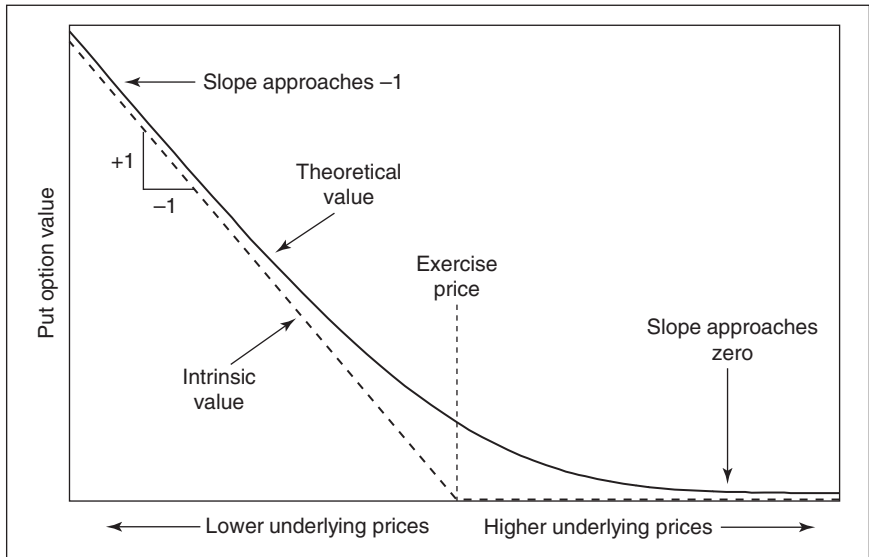 Slope approaches –1
+1
–1
Theoretical
value
Exercise
price
Slope approaches
zero
Intrinsic
value
Put option value
Lower underlying prices
Higher underlying prices